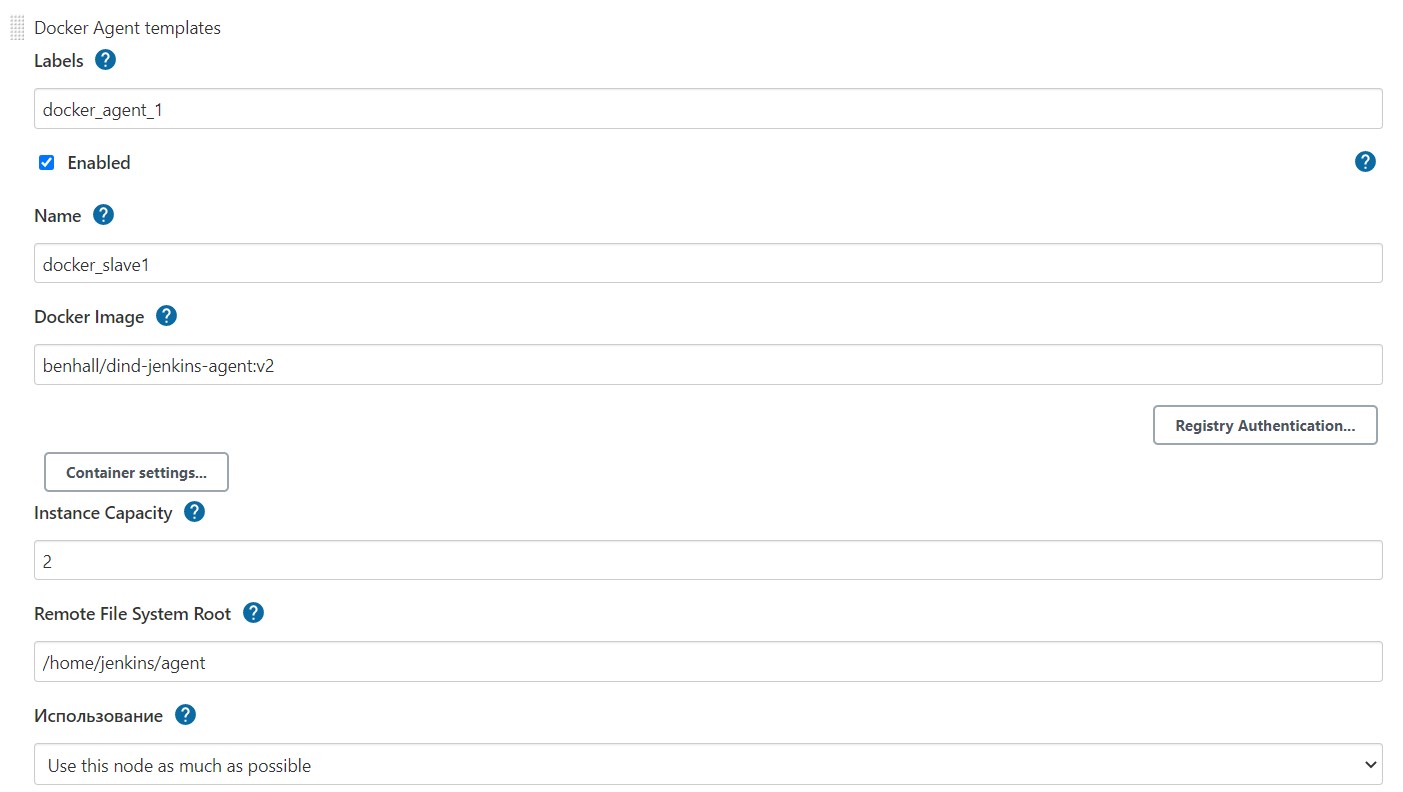 Docker Agent templates
Labels ?
docker_agent_1
Enabled ?
Name ?
docker_slave1
Docker Image ?
benhall/dind-jenkins-agent:v2
Registry Authentication...
Container settings...
Instance Capacity ?
2
Remote File System Root ?
/home/jenkins/agent
Использование ?
Use this node as much as possible